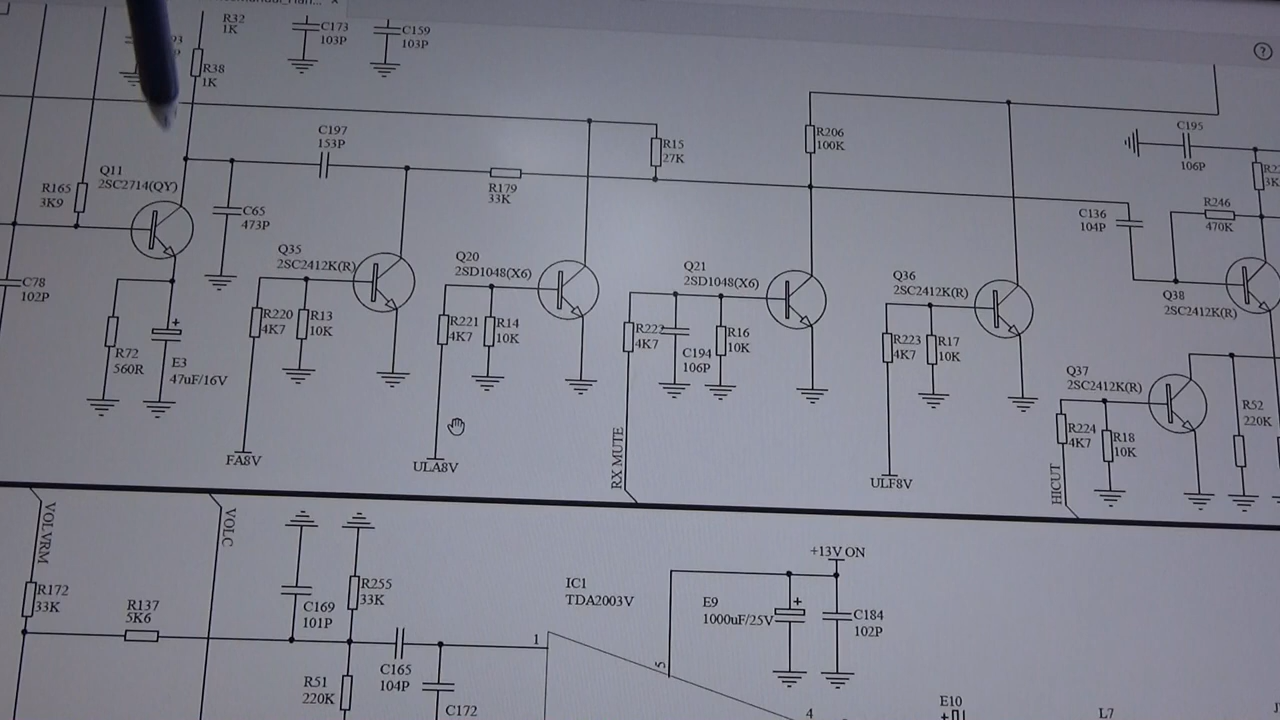 R32
1K
C173
103P
C159
103P
R38
1K
C197
153P
R15
27K
R206
100K
C195
106P
Q11
2SC2714(QY)
R165
3K9
R179
33K
C65
473P
C136
104P
R246
470K
C78
102P
Q35
2SC2412K(R)
Q20
2SD1048(X6)
Q21
2SD1048(X6)
Q36
2SC2412K(R)
Q38
2SC2412K(R)
R220
4K7
R13
10K
R221
4K7
R14
10K
R222
4K7
C194
106P
R16
10K
R223
4K7
R17
10K
R72
560R
+
E3
47uF/16V
Q37
2SC2412K(R)
R224
4K7
R18
10K
R52
220K
FA8V
ULA8V
RX MUTE
ULF8V
HICUT
VOLVRM
VOLC
+13V ON
R172
33K
R137
5K6
C169
101P
R255
33K
IC1
TDA2003V
E9
1000uF/25V
+
C184
102P
1
5
C165
104P
R51
220K
C172
4
E10
+
L7
?